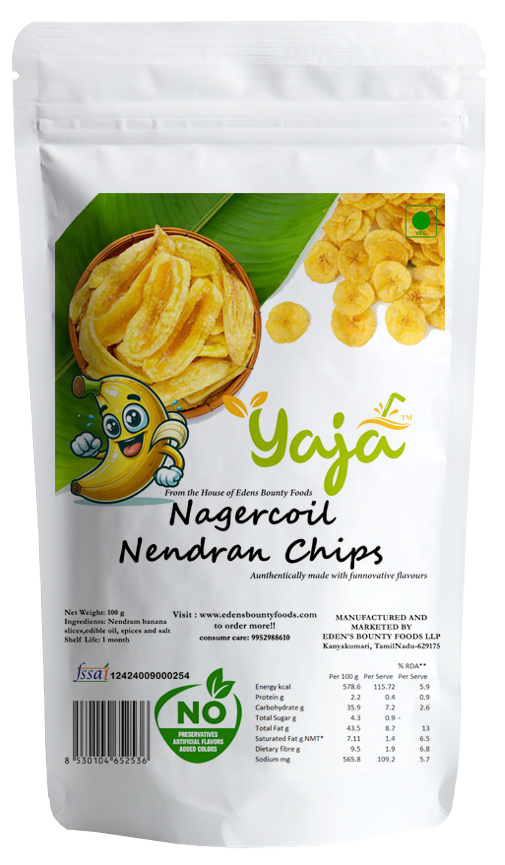 VEG.
Yaja TM
From the House of Edens Bounty Foods
Nagercoil
Nendran Chips
Aunthentically made with funnovative flavours
Net Weight: 100 g
Ingredients: Nendram banana
slices,edible oil, spices and salt
Shelf Life: 1 month
Visit : www.edensbountyfoods.com
to order more!!
consumr care: 9952988610
MANUFACTURED AND
MARKETED BY
EDEN'S BOUNTY FOODS LLP
Kanyakumari, TamilNadu-629175
fssai 12424009000254
8 530104 652536
NO
PRESERVATIVES
ARTIFICIAL FLAVORS
ADDED COLORS
% RDA**
Per 100 g Per Serve Per Serve
Energy kcal 578.6 115.72 5.9
Protein g 2.2 0.4 0.9
Carbohydrate g 35.9 7.2 2.6
Total Sugar g 4.3 0.9 -
Total Fat g 43.5 8.7 13
Saturated Fat g NMT* 7.11 1.4 6.5
Dietary fibre g 9.5 1.9 6.8
Sodium mg 565.8 109.2 5.7